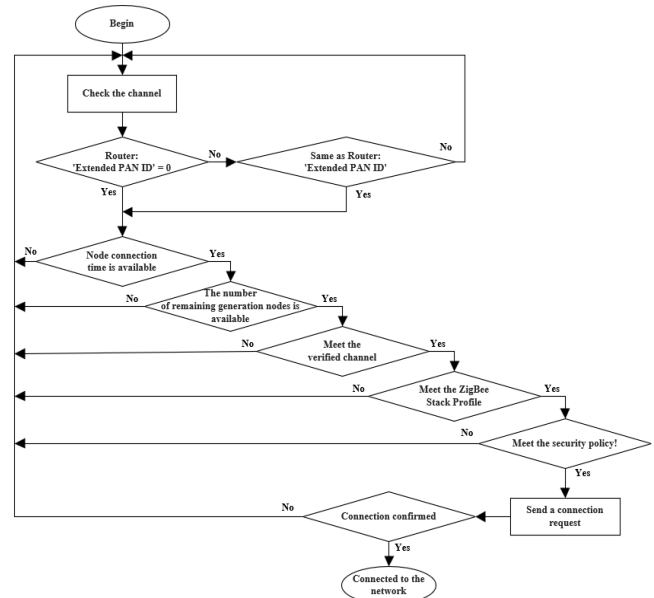 Begin
Check the channel
Router:
'Extended PAN ID' = 0
No
Same as Router:
'Extended PAN ID'
No
Yes
Yes
No
Node connection
time is available
Yes
No
The number
of remaining generation nodes is
available
Yes
No
Meet the
verified channel
Yes
No
Meet the ZigBee
Stack Profile
Yes
No
Meet the security policy!
Yes
No
Connection confirmed
Send a connection
request
Yes
Connected to the
network